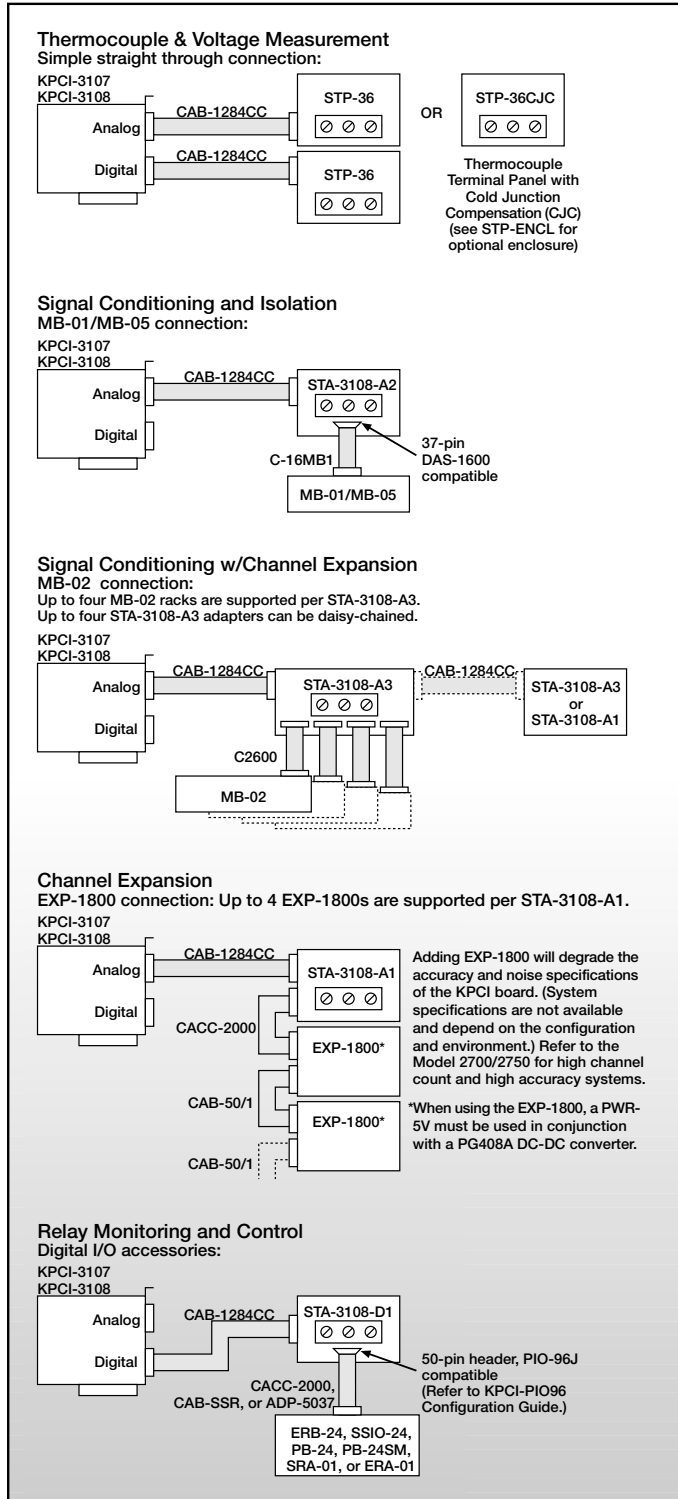 Thermocouple & Voltage Measurement
Simple straight through connection:
KPCI-3107
KPCI-3108
Analog
Digital
CAB-1284CC
CAB-1284CC
STP-36
STP-36
OR
STP-36CJC
Thermocouple
Terminal Panel with
Cold Junction
Compensation (CJC)
(see STP-ENCL for
optional enclosure)
Signal Conditioning and Isolation
MB-01/MB-05 connection:
KPCI-3107
KPCI-3108
Analog
Digital
CAB-1284CC
STA-3108-A2
C-16MB1
37-pin
DAS-1600
compatible
MB-01/MB-05
Signal Conditioning w/Channel Expansion
MB-02 connection:
Up to four MB-02 racks are supported per STA-3108-A3.
Up to four STA-3108-A3 adapters can be daisy-chained.
KPCI-3107
KPCI-3108
Analog
Digital
CAB-1284CC
STA-3108-A3
CAB-1284CC
STA-3108-A3
or
STA-3108-A1
C2600
MB-02
Channel Expansion
EXP-1800 connection: Up to 4 EXP-1800s are supported per STA-3108-A1.
KPCI-3107
KPCI-3108
Analog
Digital
CAB-1284CC
STA-3108-A1
CACC-2000
EXP-1800*
CAB-50/1
EXP-1800*
CAB-50/1
Adding EXP-1800 will degrade the
accuracy and noise specifications
of the KPCI board. (System
specifications are not available
and depend on the configuration
and environment.) Refer to the
Model 2700/2750 for high channel
count and high accuracy systems.
*When using the EXP-1800, a PWR-
5V must be used in conjunction
with a PG408A DC-DC converter.
Relay Monitoring and Control
Digital I/O accessories:
KPCI-3107
KPCI-3108
Analog
Digital
CAB-1284CC
STA-3108-D1
CACC-2000,
CAB-SSR, or ADP-5037
50-pin header, PIO-96J
compatible
(Refer to KPCI-PIO96
Configuration Guide.)
ERB-24, SSIO-24,
PB-24, PB-24SM,
SRA-01, or ERA-01